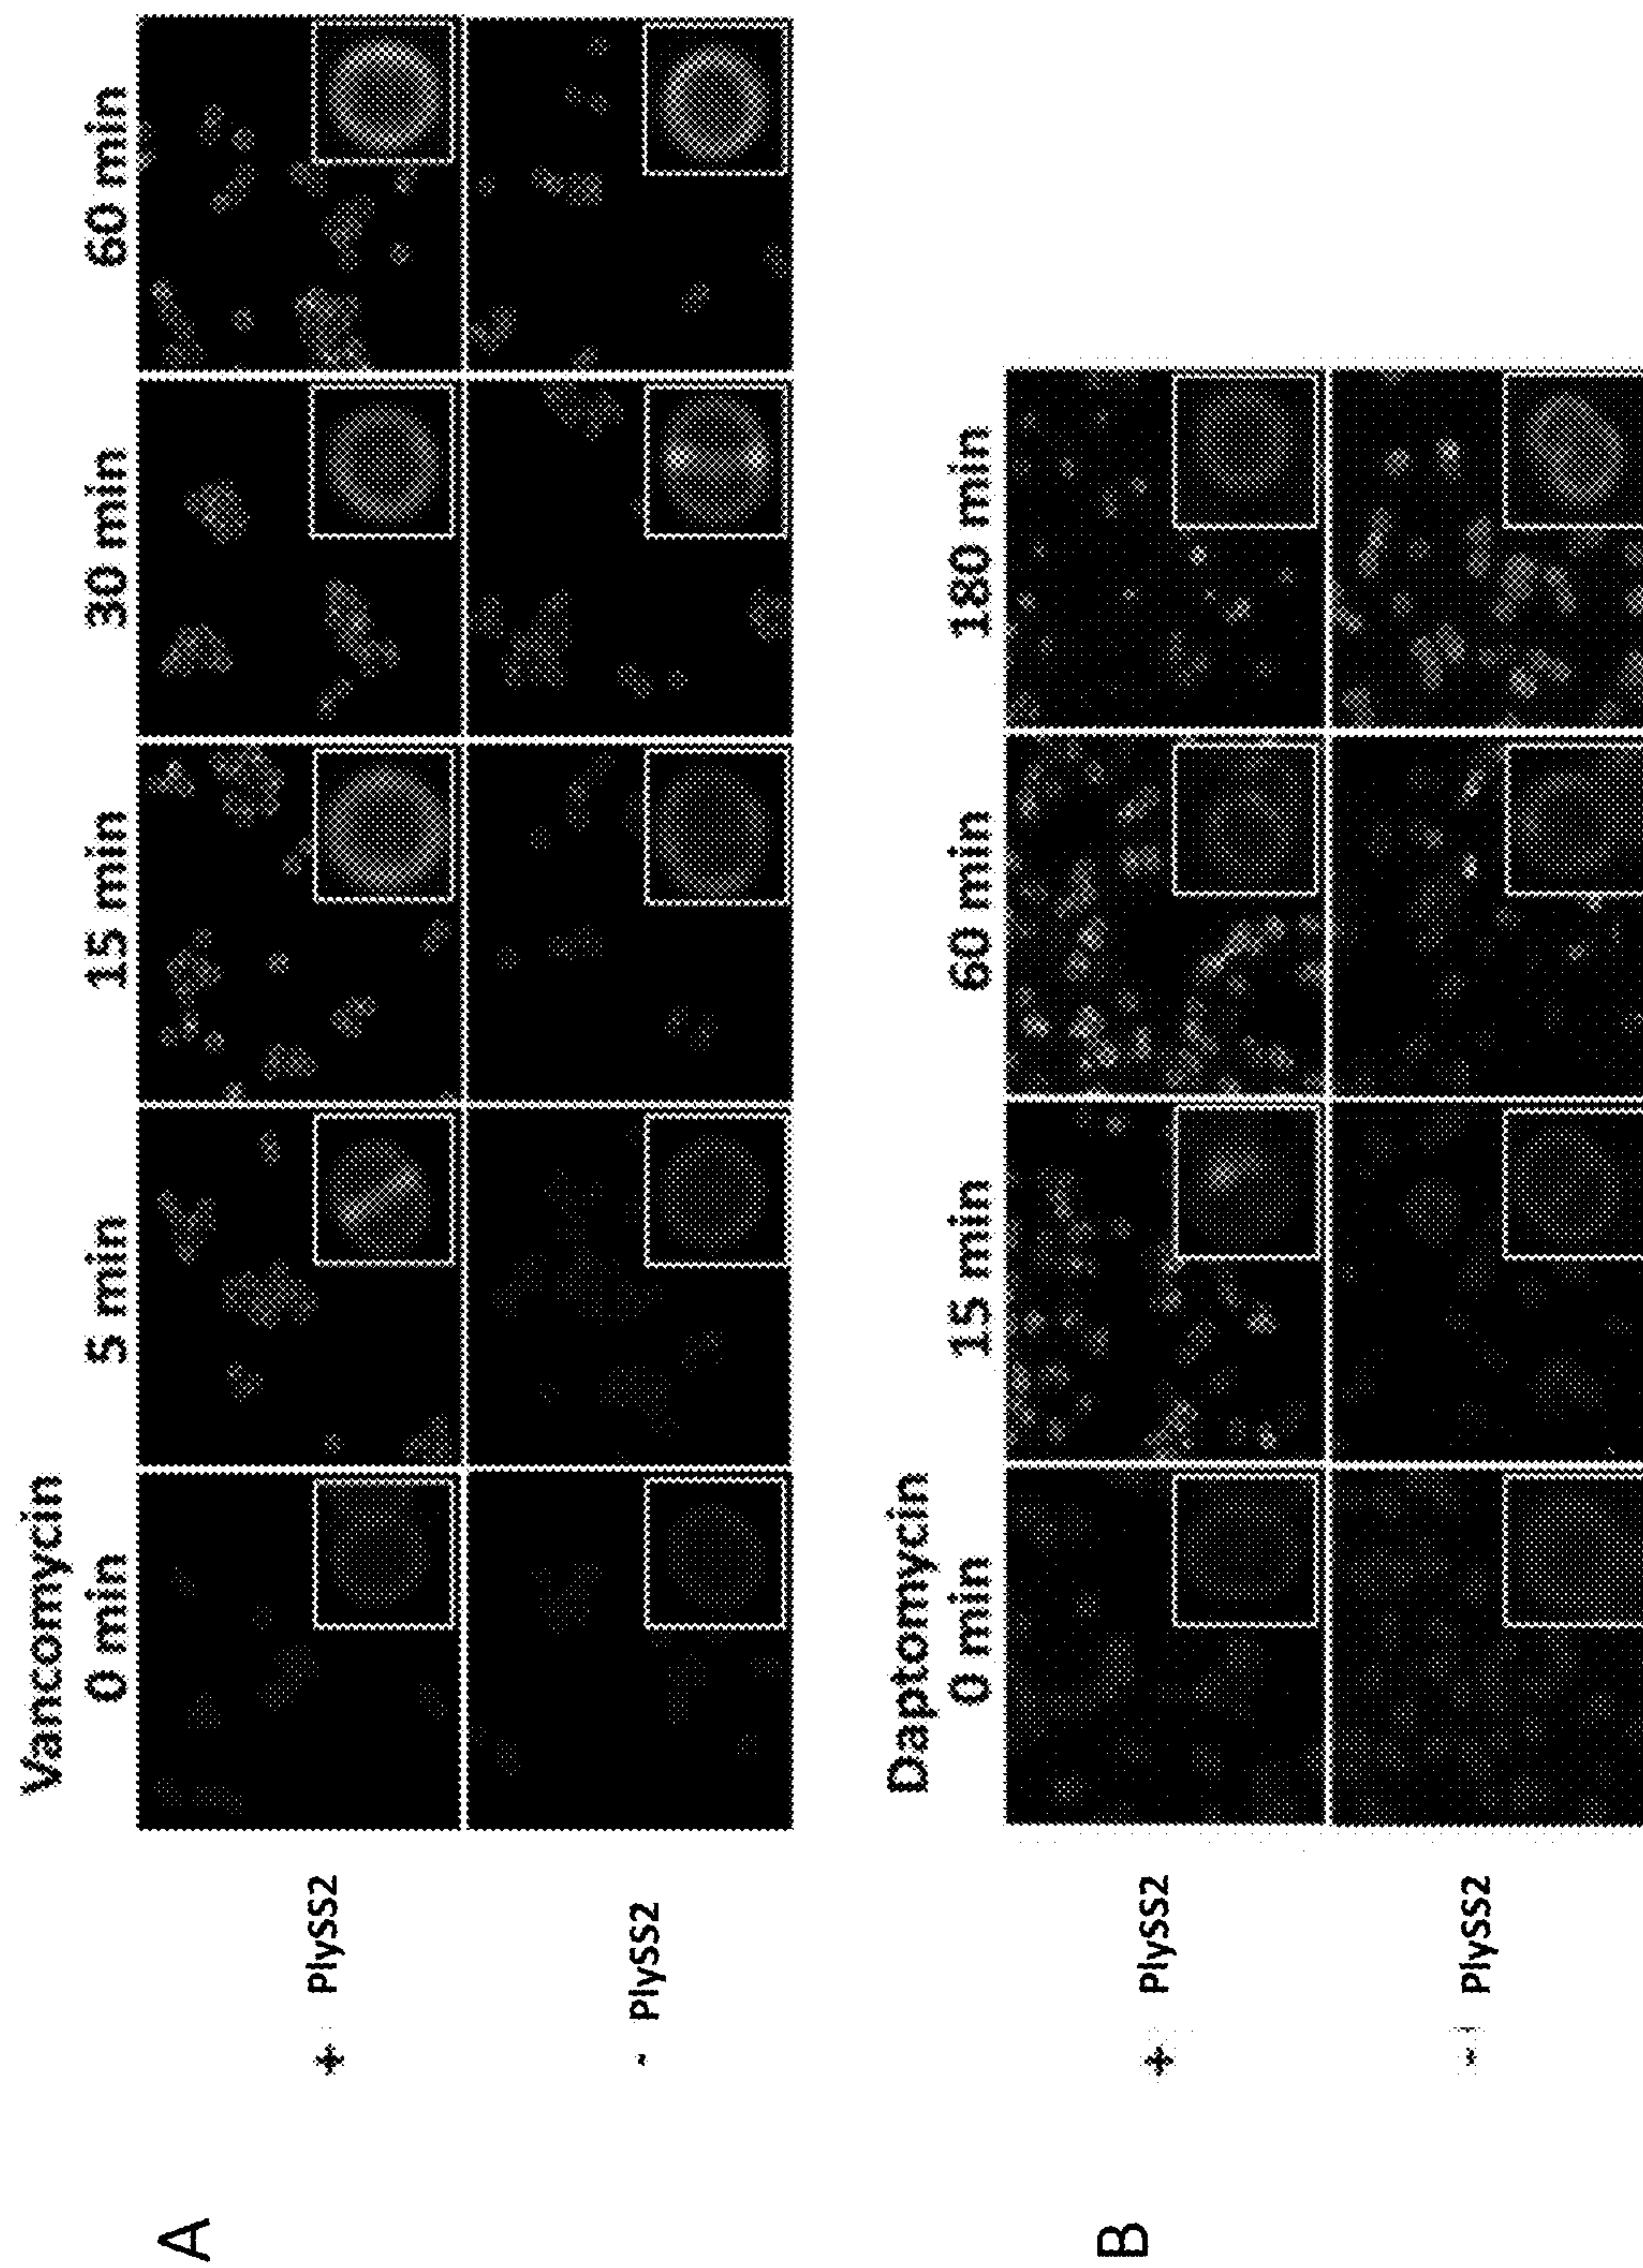 A
Vancomycin
0 min 5 min 15 min 30 min 60 min
+ PlySS2
- PlySS2
B
Daptomycin
0 min 15 min 60 min 180 min
+ PlySS2
- PlySS2